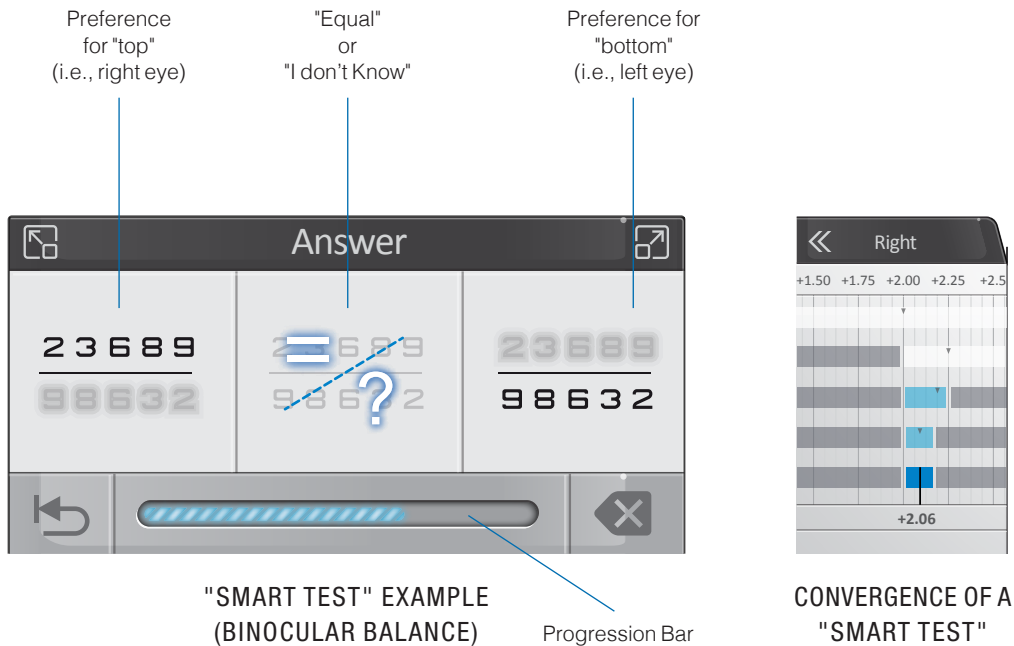 Preference
for "top"
(i.e., right eye)
"Equal"
or
"I don't Know"
Preference for
"bottom"
(i.e., left eye)
Answer
23689
98632
23689
98632
=
?
23689
98632
"SMART TEST" EXAMPLE
(BINOCULAR BALANCE)
Progression Bar
Right
+1.50 +1.75 +2.00 +2.25 +2.5
+2.06
CONVERGENCE OF A
"SMART TEST"